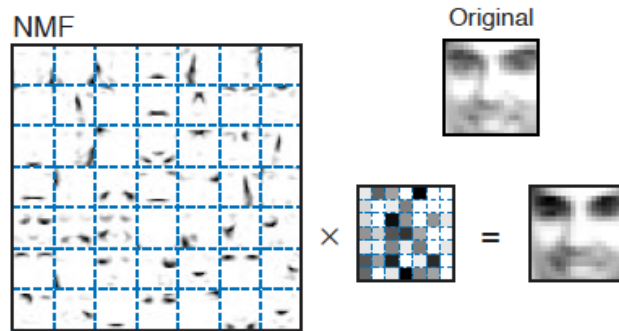 NMF
Original
× =